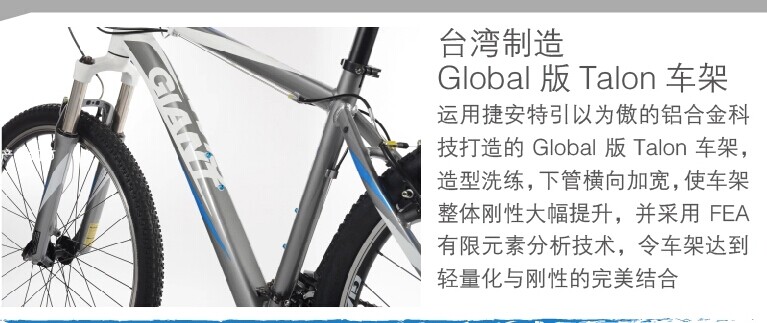 台湾制造
Global 版 Talon 车架
运用捷安特引以为傲的铝合金科
技打造的 Global 版 Talon 车架，
造型洗练，下管横向加宽，使车架
整体刚性大幅提升，并采用 FEA
有限元素分析技术，令车架达到
轻量化与刚性的完美结合
GIANT